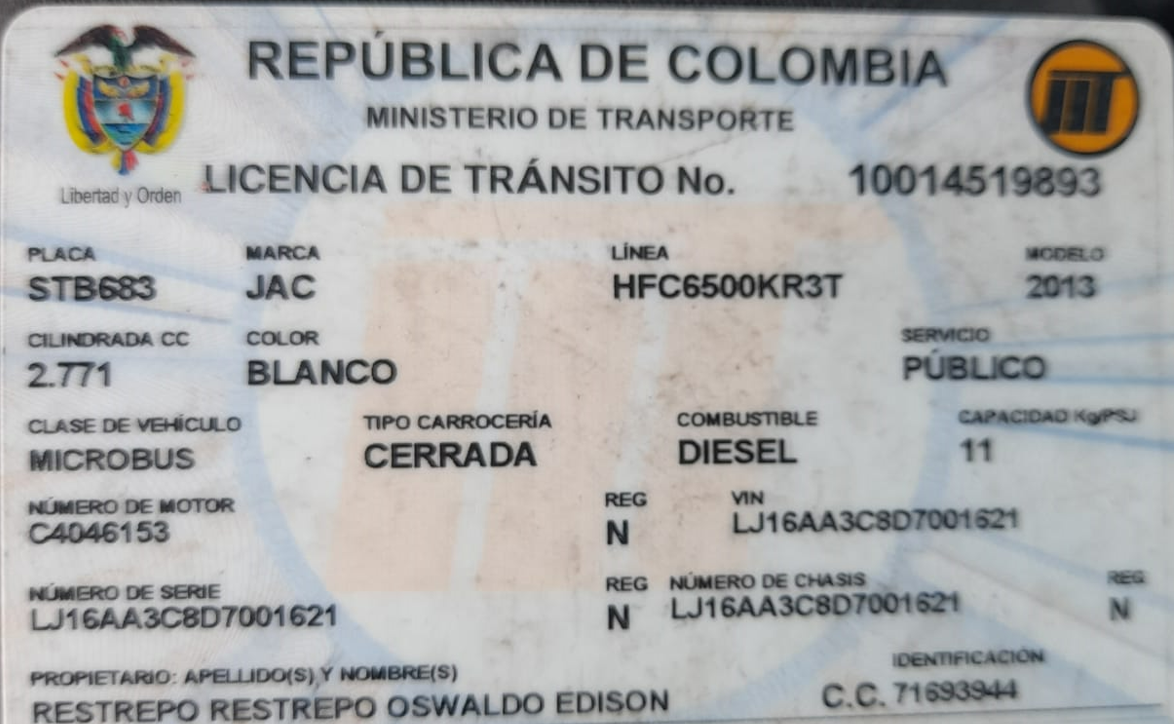 REPÚBLICA DE COLOMBIA
MINISTERIO DE TRANSPORTE
Libertad y Orden
LICENCIA DE TRÁNSITO No. 10014519893
PLACA MARCA LÍNEA MODELO
STB683 JAC HFC6500KR3T 2013
CILINDRADA CC COLOR SERVICIO
2.771 BLANCO PÚBLICO
CLASE DE VEHÍCULO TIPO CARROCERÍA COMBUSTIBLE CAPACIDAD Kg/PSJ
MICROBUS CERRADA DIESEL 11
NÚMERO DE MOTOR REG VIN
C4046153 N LJ16AA3C8D7001621
NÚMERO DE SERIE REG NÚMERO DE CHASIS REG
LJ16AA3C8D7001621 N LJ16AA3C8D7001621 N
PROPIETARIO: APELLIDO(S) Y NOMBRE(S) IDENTIFICACIÓN
RESTREPO RESTREPO OSWALDO EDISON C.C. 71693944